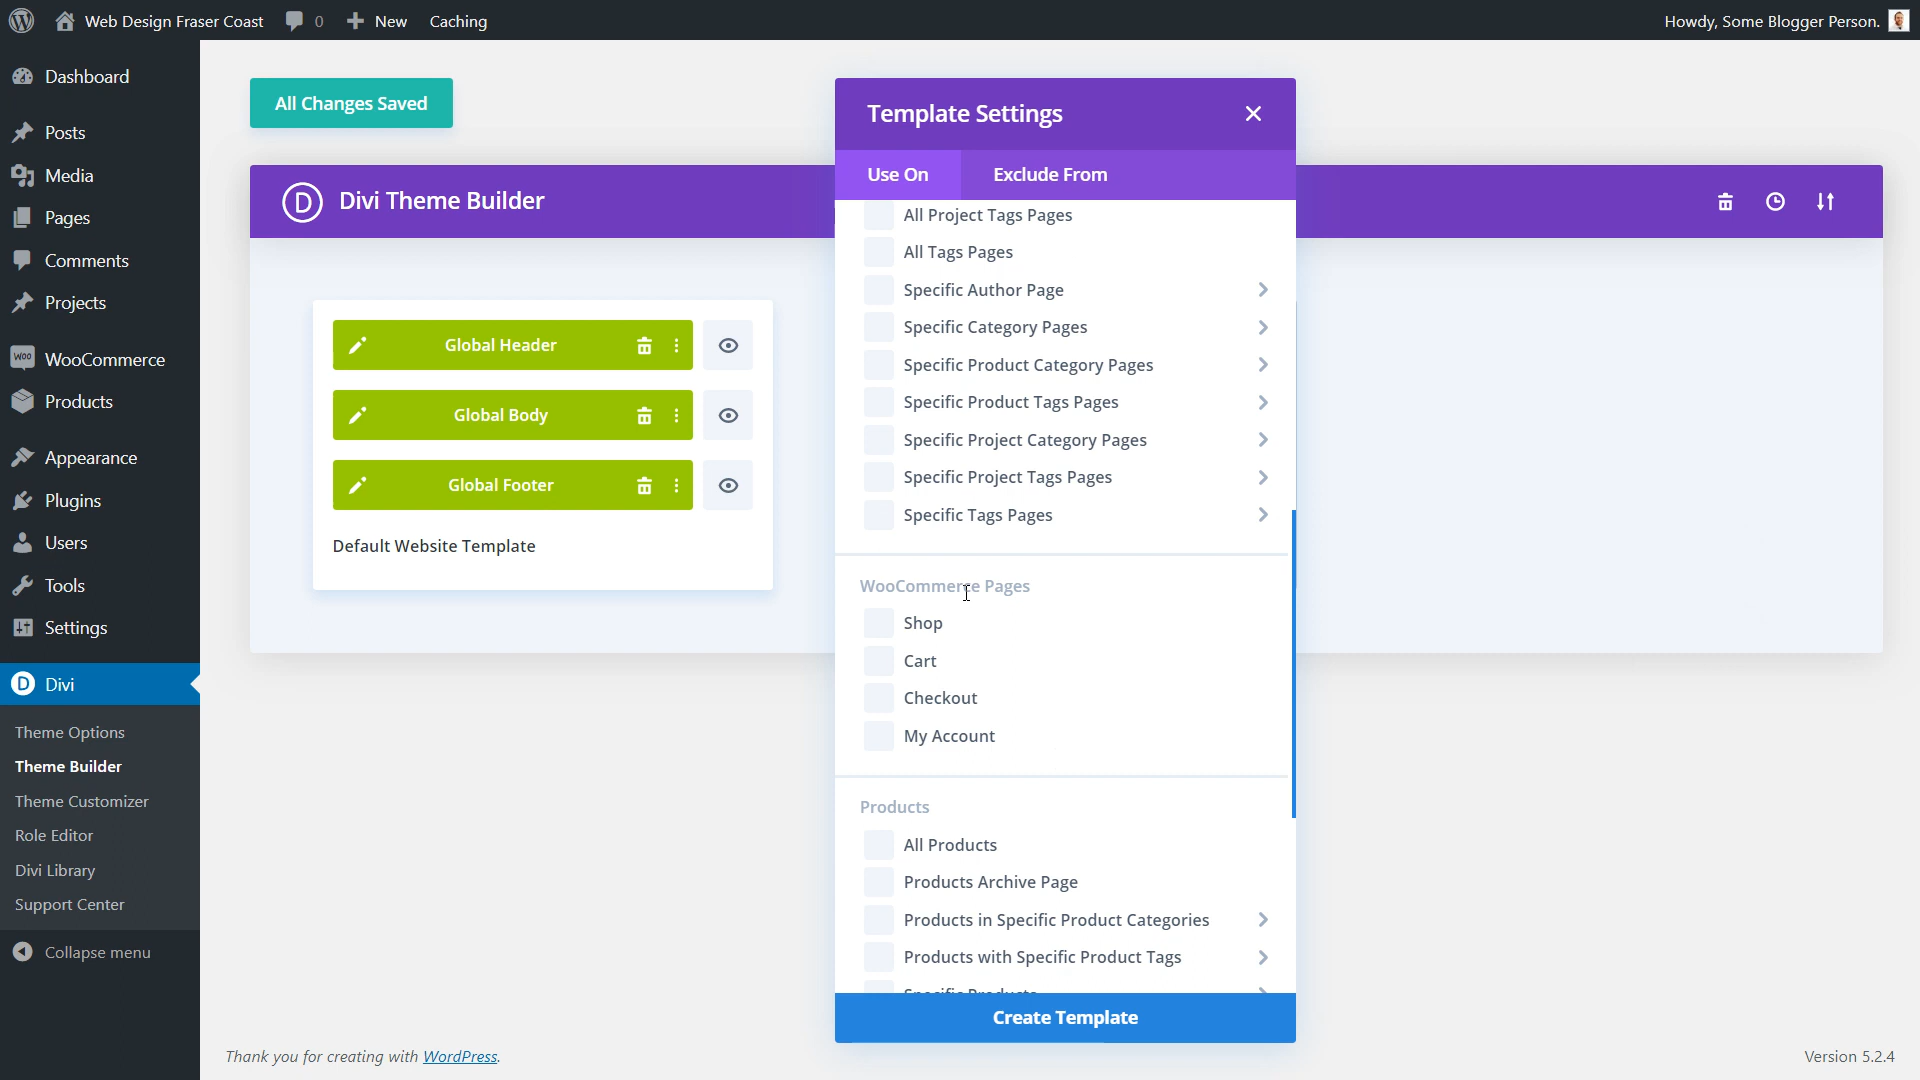 Web Design Fraser Coast
0
New
Caching
Howdy, Some Blogger Person.
Dashboard
Posts
Media
Pages
Comments
Projects
WOO
WooCommerce
Products
Appearance
Plugins
Users
Tools
Settings
D
Divi
Theme Options
Theme Builder
Theme Customizer
Role Editor
Divi Library
Support Center
Collapse menu
All Changes Saved
D
Divi Theme Builder
Global Header
Global Body
Global Footer
Default Website Template
Template Settings
Use On
Exclude From
All Project Tags Pages
All Tags Pages
Specific Author Page
Specific Category Pages
Specific Product Category Pages
Specific Product Tags Pages
Specific Project Category Pages
Specific Project Tags Pages
Specific Tags Pages
WooCommerce Pages
Shop
Cart
Checkout
My Account
Products
All Products
Products Archive Page
Products in Specific Product Categories
Products with Specific Product Tags
Specific Products
Create Template
Thank you for creating with WordPress.
Version 5.2.4